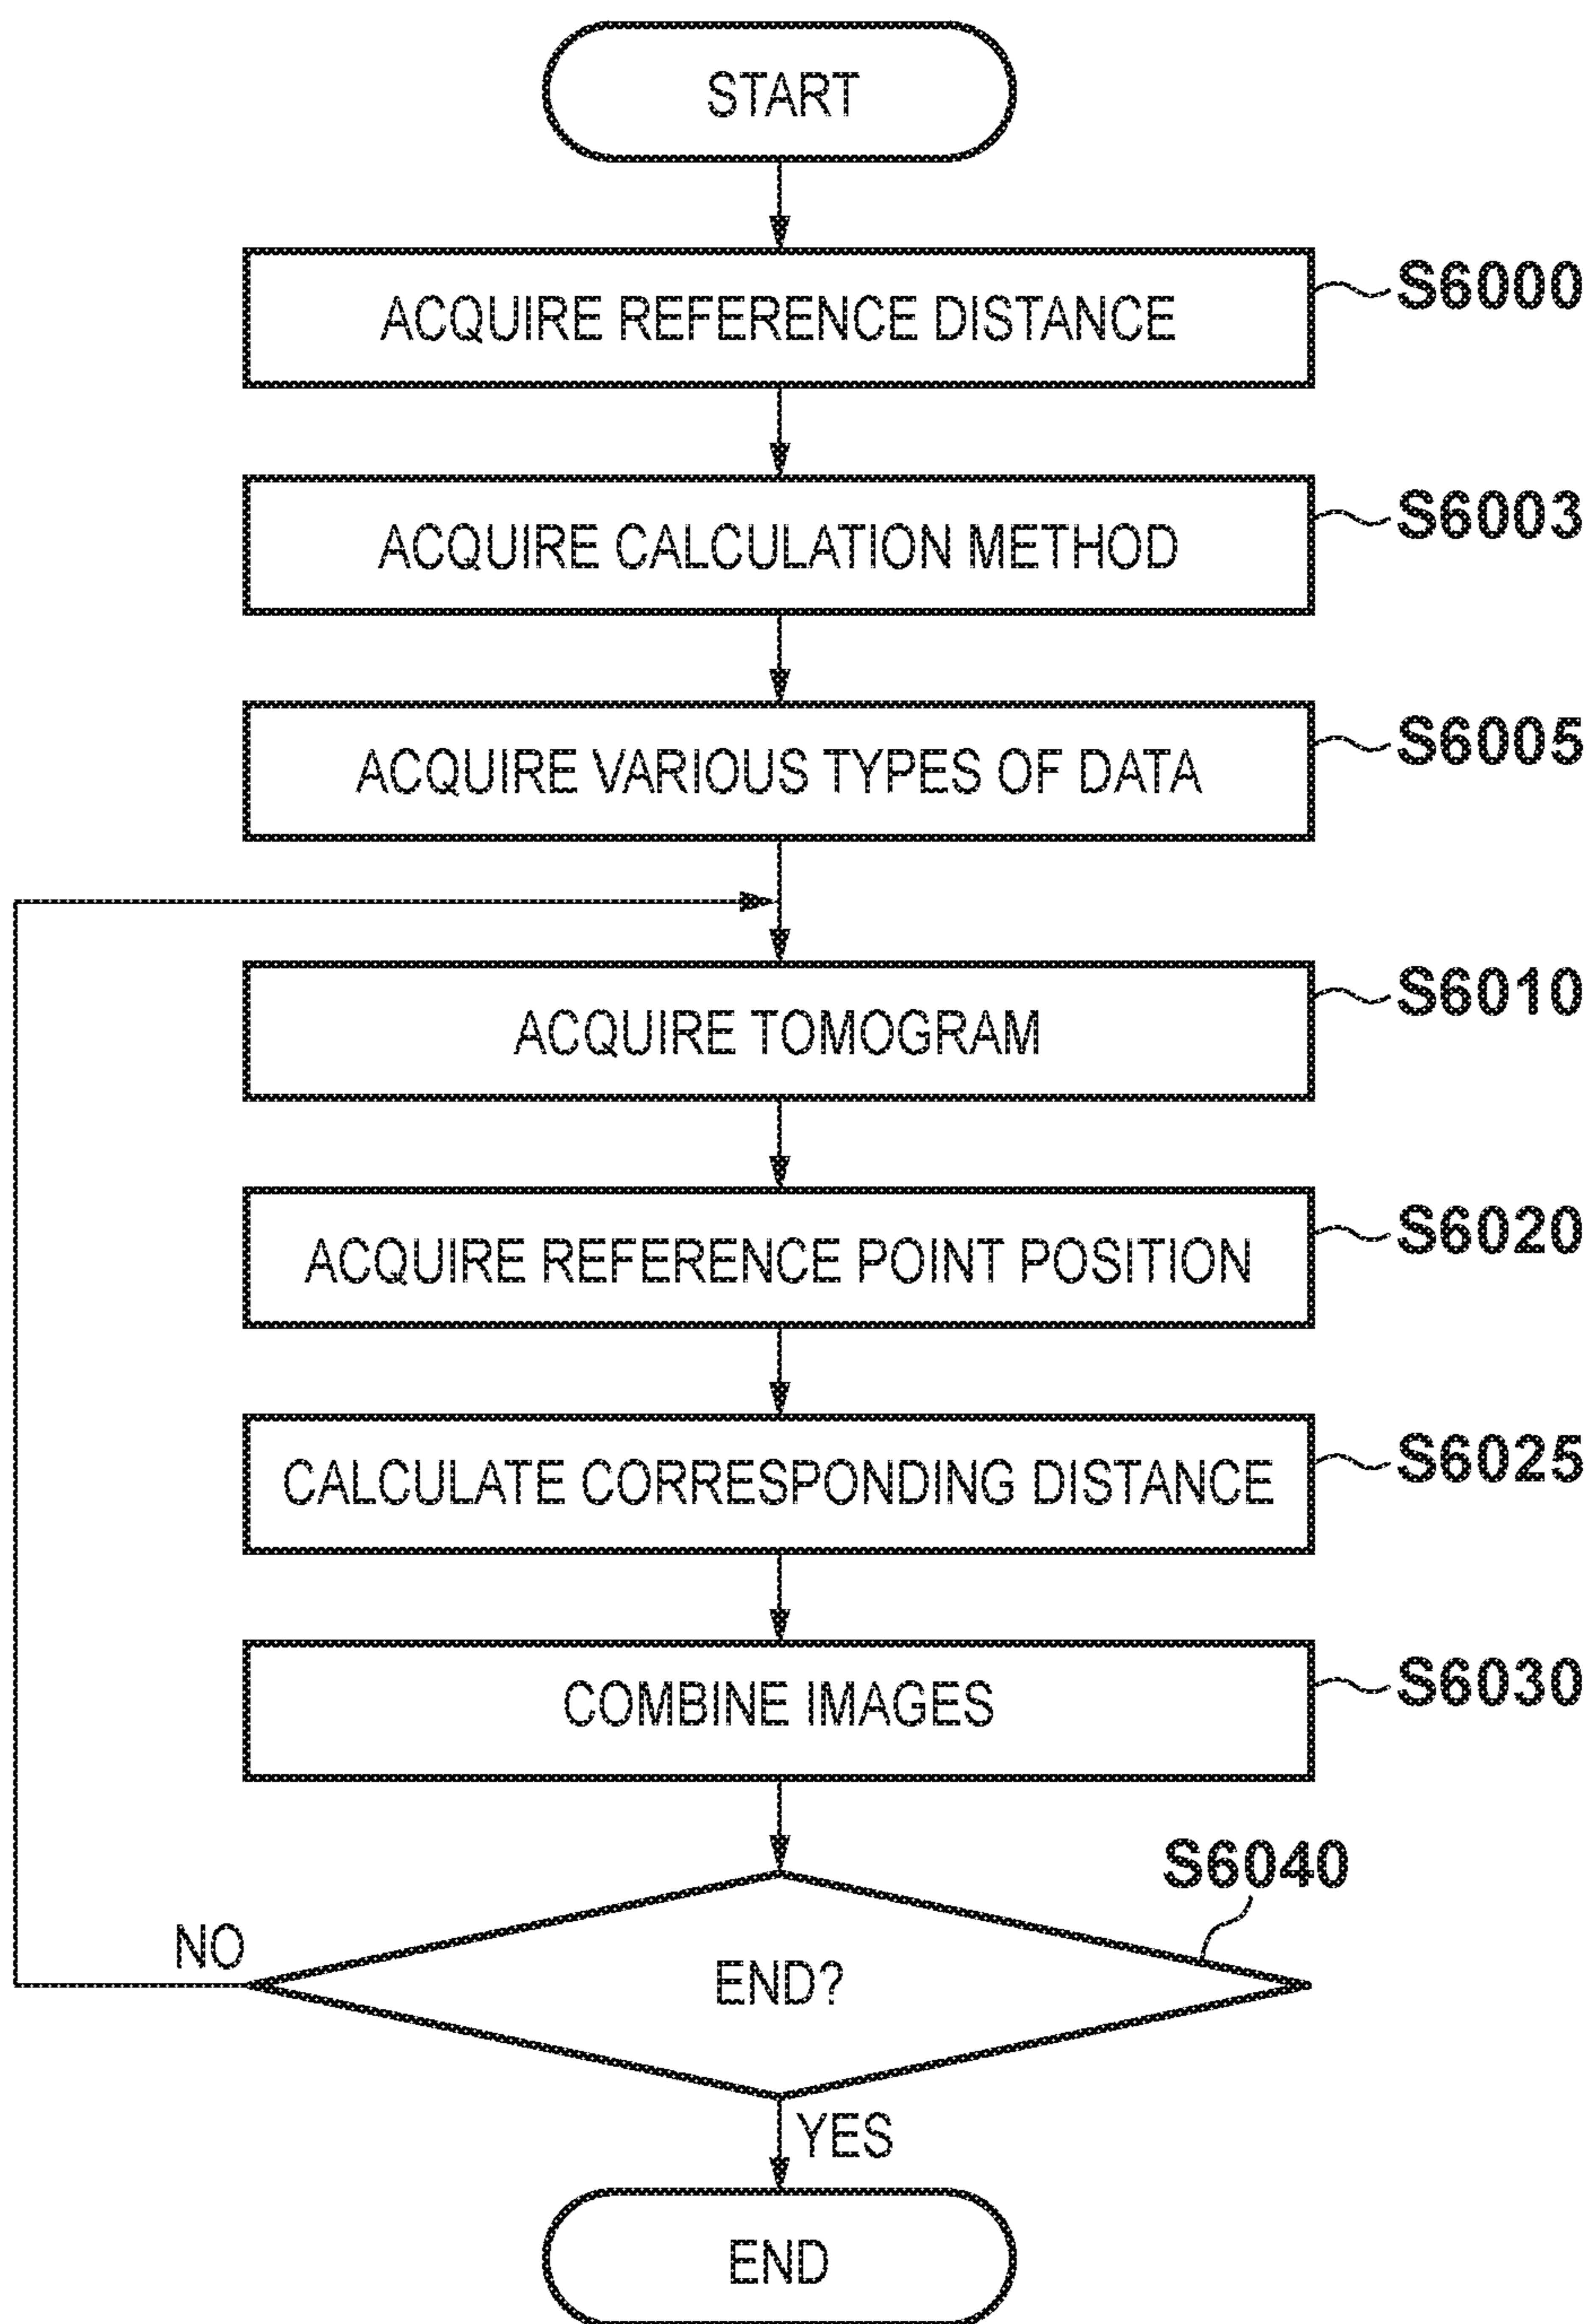 START
ACQUIRE REFERENCE DISTANCE
S6000
ACQUIRE CALCULATION METHOD
S6003
ACQUIRE VARIOUS TYPES OF DATA
S6005
ACQUIRE TOMOGRAM
S6010
ACQUIRE REFERENCE POINT POSITION
S6020
CALCULATE CORRESPONDING DISTANCE
S6025
COMBINE IMAGES
S6030
S6040
NO
END?
YES
END